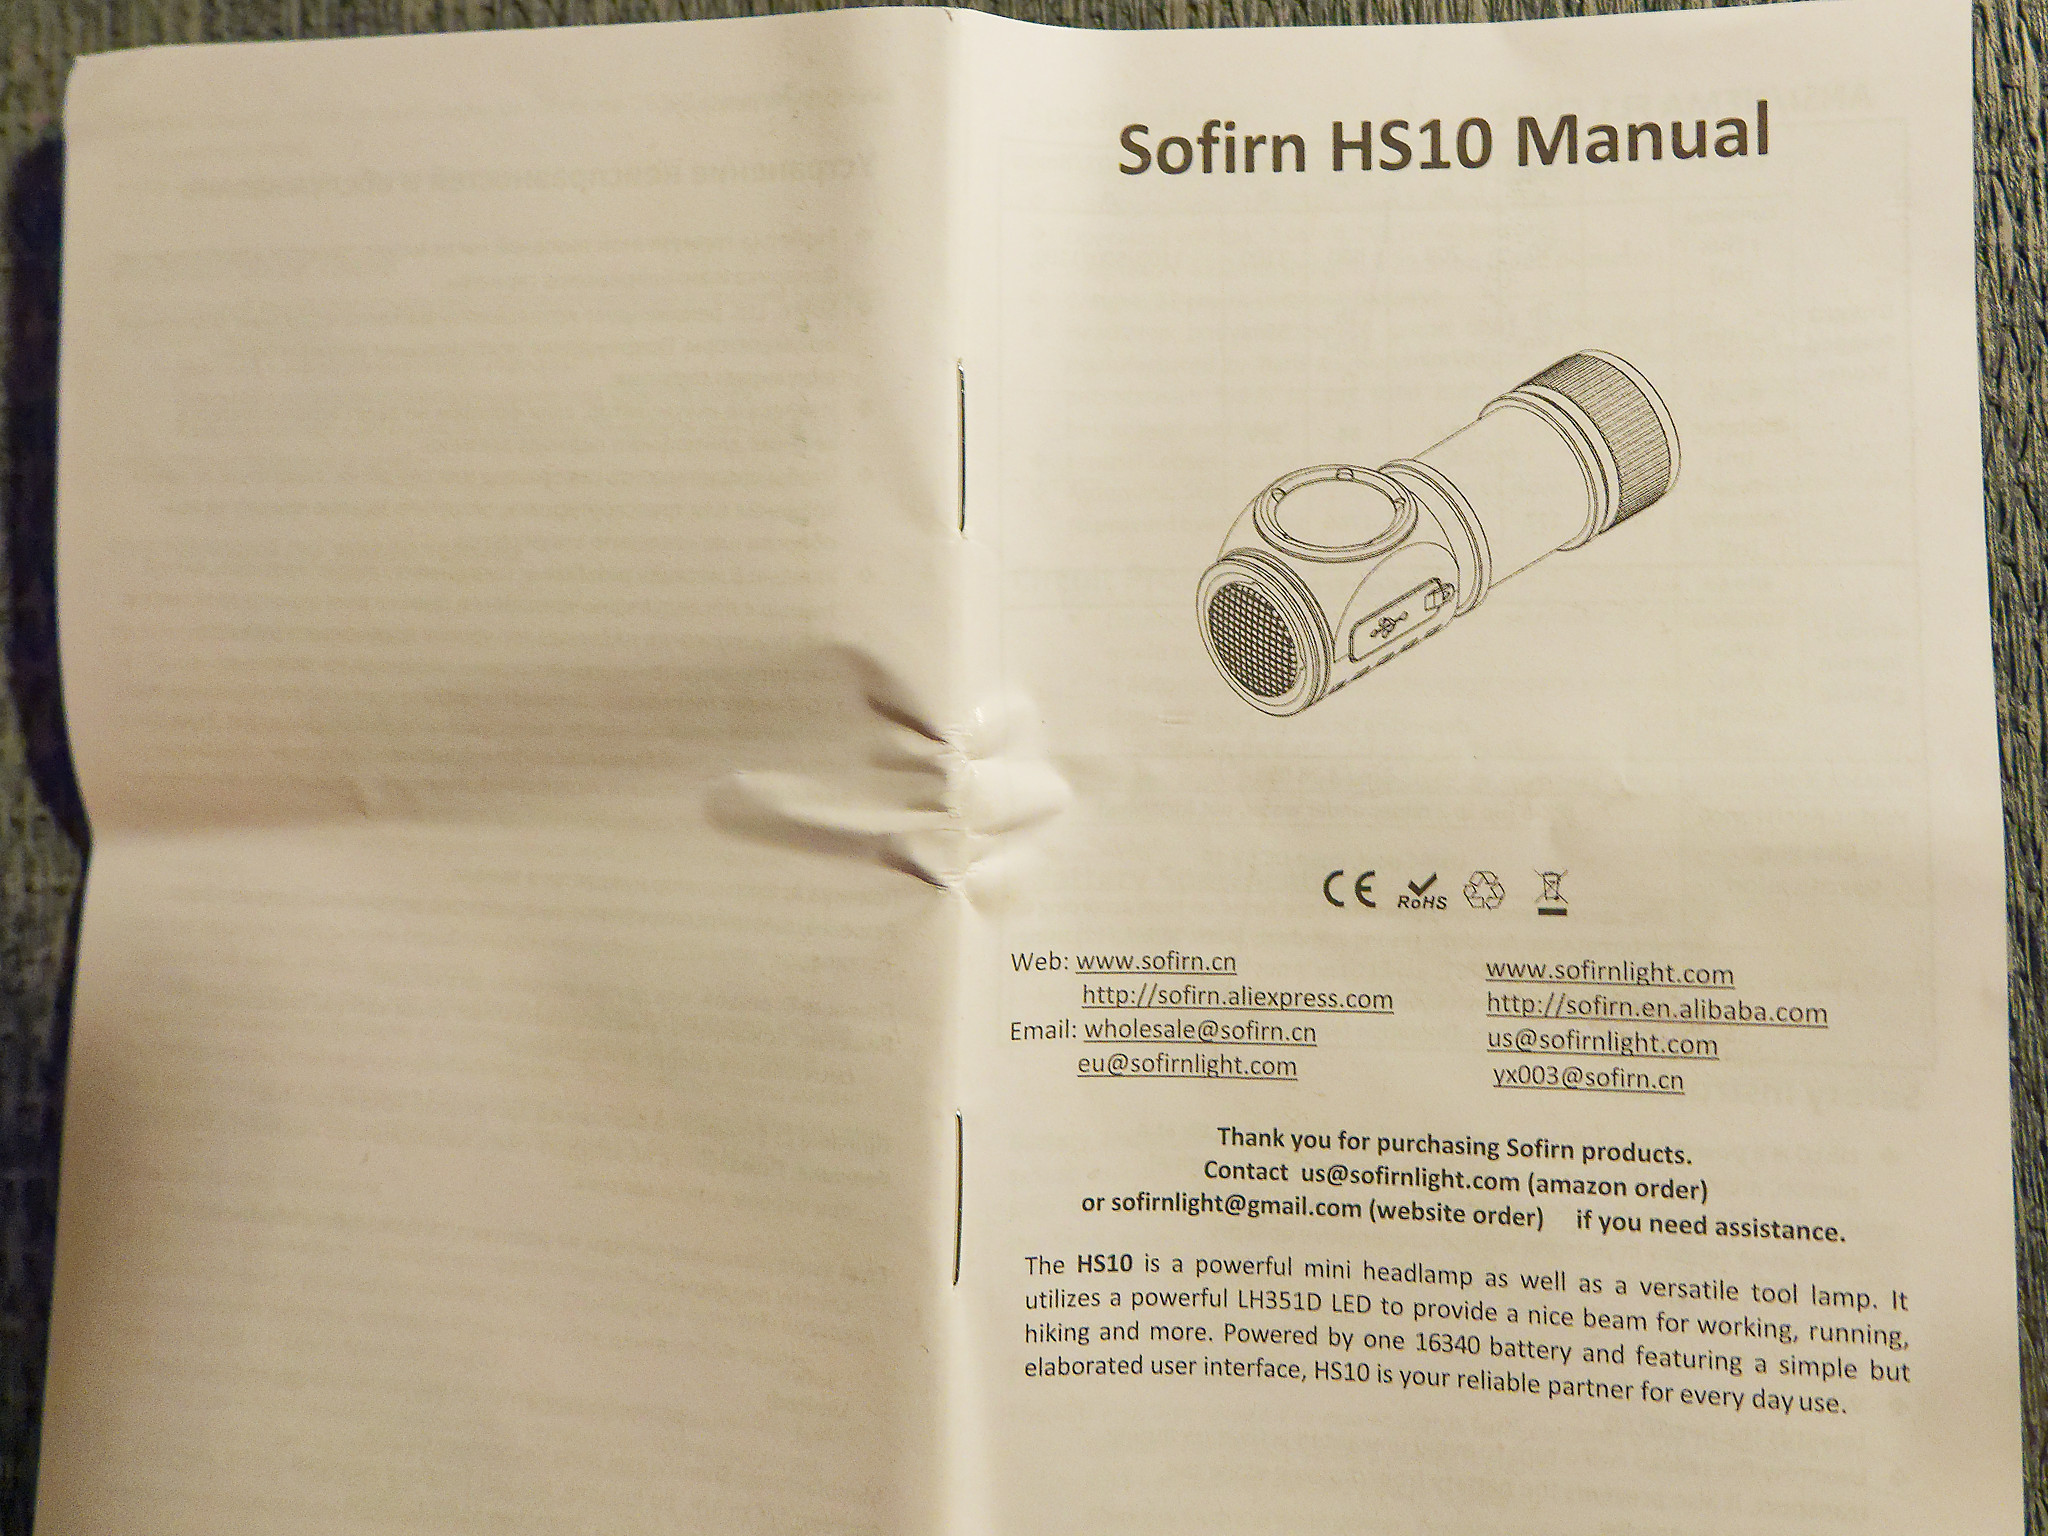 Sofirn HS10 Manual
CE RoHS
Web: www.sofirn.cn www.sofirnlight.com
http://sofirn.aliexpress.com http://sofirn.en.alibaba.com
Email: wholesale@sofirn.cn us@sofirnlight.com
eu@sofirnlight.com yx003@sofirn.cn
Thank you for purchasing Sofirn products.
Contact us@sofirnlight.com (amazon order)
or sofirnlight@gmail.com (website order) if you need assistance.
The HS10 is a powerful mini headlamp as well as a versatile tool lamp. It
utilizes a powerful LH351D LED to provide a nice beam for working, running,
hiking and more. Powered by one 16340 battery and featuring a simple but
elaborated user interface, HS10 is your reliable partner for every day use.